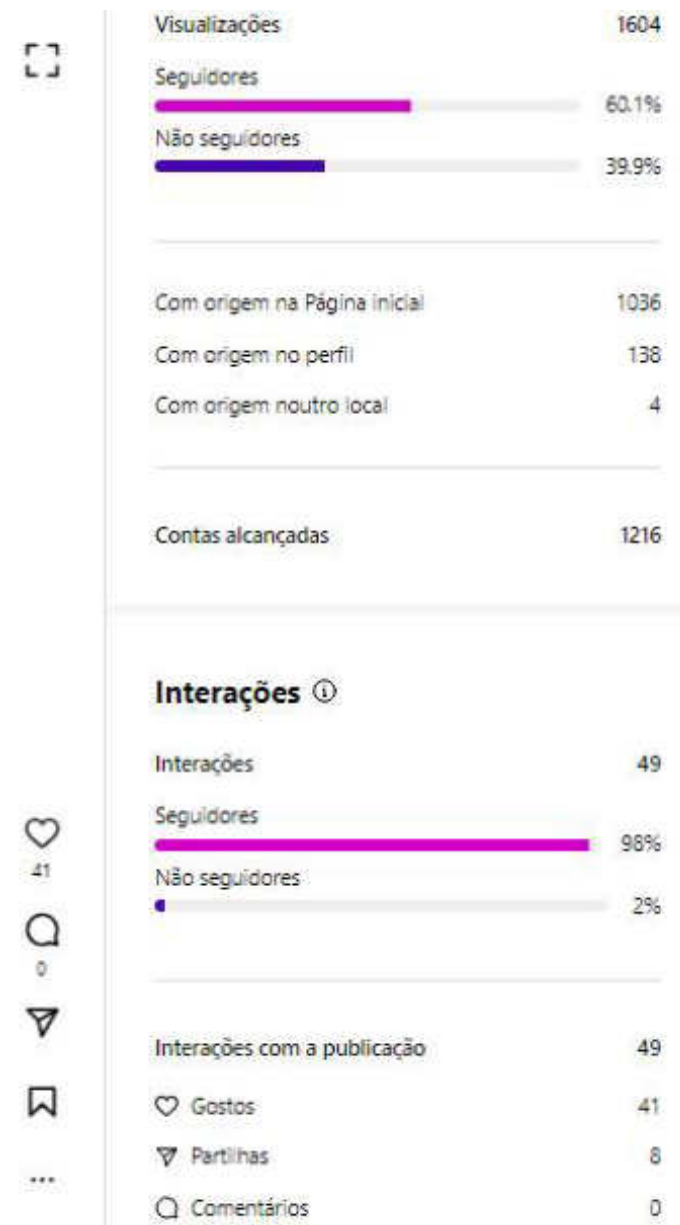 Visualizações 1604
Seguidores
60.1%
Não seguidores
39.9%
Com origem na Página inicial 1036
Com origem no perfil 138
Com origem noutro local 4
Contas alcançadas 1216
Interações
Interações 49
Seguidores
98%
Não seguidores
2%
41
0
Interações com a publicação 49
Gostos 41
Partilhas 8
Comentários 0